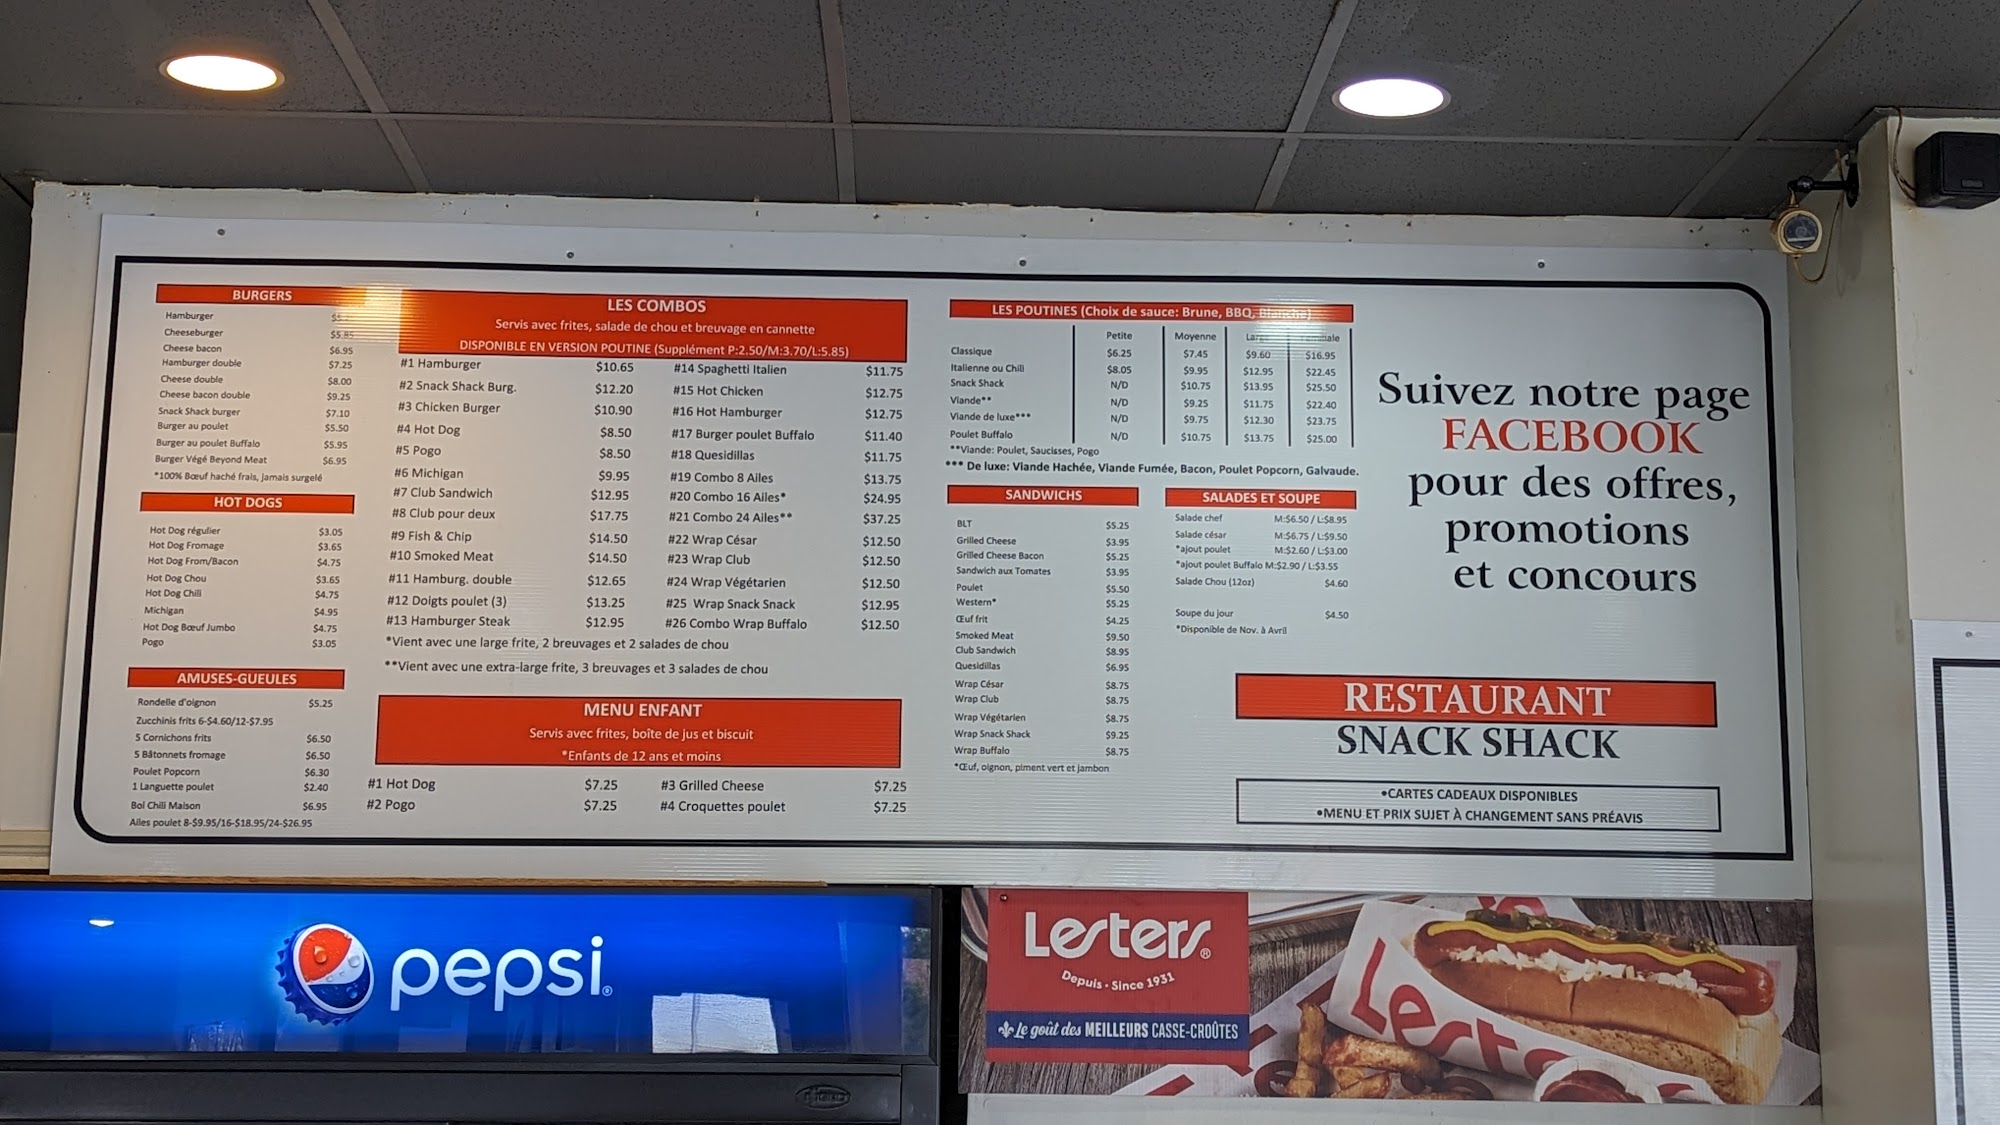 BURGERS
Hamburger
Cheeseburger $5.85
Cheese bacon $6.95
Hamburger double $7.25
Cheese double $8.00
Cheese bacon double $9.25
Snack Shack burger $7.10
Burger au poulet $5.50
Burger au poulet Buffalo $5.95
Burger Végé Beyond Meat $6.95
*100% Bœuf haché frais, jamais surgelé
HOT DOGS
Hot Dog régulier $3.05
Hot Dog Fromage $3.65
Hot Dog From/Bacon $4.75
Hot Dog Chou $3.65
Hot Dog Chili $4.75
Michigan $4.95
Hot Dog Bœuf Jumbo $4.75
Pogo $3.05
AMUSES-GUEULES
Rondelle d'oignon $5.25
Zucchinis frits 6-$4.60/12-$7.95
5 Cornichons frits $6.50
5 Bâtonnets fromage $6.50
Poulet Popcorn $6.30
1 Languette poulet $2.40
Bol Chili Maison $6.95
Ailes poulet 8-$9.95/16-$18.95/24-$26.95
LES COMBOS
Servis avec frites, salade de chou et breuvage en cannette
DISPONIBLE EN VERSION POUTINE (Supplément P:2.50/M:3.70/L:5.85)
#1 Hamburger $10.65
#2 Snack Shack Burg. $12.20
#3 Chicken Burger $10.90
#4 Hot Dog $8.50
#5 Pogo $8.50
#6 Michigan $9.95
#7 Club Sandwich $12.95
#8 Club pour deux $17.75
#9 Fish & Chip $14.50
#10 Smoked Meat $14.50
#11 Hamburg. double $12.65
#12 Doigts poulet (3) $13.25
#13 Hamburger Steak $12.95
#14 Spaghetti Italien $11.75
#15 Hot Chicken $12.75
#16 Hot Hamburger $12.75
#17 Burger poulet Buffalo $11.40
#18 Quesidillas $11.75
#19 Combo 8 Ailes $13.75
#20 Combo 16 Ailes* $24.95
#21 Combo 24 Ailes** $37.25
#22 Wrap César $12.50
#23 Wrap Club $12.50
#24 Wrap Végétarien $12.50
#25 Wrap Snack Snack $12.95
#26 Combo Wrap Buffalo $12.50
*Vient avec une large frite, 2 breuvages et 2 salades de chou
**Vient avec une extra-large frite, 3 breuvages et 3 salades de chou
MENU ENFANT
Servis avec frites, boîte de jus et biscuit
*Enfants de 12 ans et moins
#1 Hot Dog $7.25
#2 Pogo $7.25
#3 Grilled Cheese $7.25
#4 Croquettes poulet $7.25
LES POUTINES (Choix de sauce: Brune, BBQ, Blanche)
Petite Moyenne Large
Classique $6.25 $7.45 $9.60 $16.95
Italienne ou Chili $8.05 $9.95 $12.95 $22.45
Snack Shack N/D $10.75 $13.95 $25.50
Viande** N/D $9.25 $11.75 $22.40
Viande de luxe*** N/D $9.75 $12.30 $23.75
Poulet Buffalo N/D $10.75 $13.75 $25.00
**Viande: Poulet, Saucisses, Pogo
*** De luxe: Viande Hachée, Viande Fumée, Bacon, Poulet Popcorn, Galvaude.
SANDWICHS
BLT $5.25
Grilled Cheese $3.95
Grilled Cheese Bacon $5.25
Sandwich aux Tomates $3.95
Poulet $5.50
Western* $5.25
Œuf frit $4.25
Smoked Meat $9.50
Club Sandwich $8.95
Quesidillas $6.95
Wrap César $8.75
Wrap Club $8.75
Wrap Végétarien $8.75
Wrap Snack Shack $9.25
Wrap Buffalo $8.75
*Œuf, oignon, piment vert et jambon
SALADES ET SOUPE
Salade chef M:$6.50 / L:$8.95
Salade césar M:$6.75 / L:$9.50
*ajout poulet M:$2.60 / L:$3.00
*ajout poulet Buffalo M:$2.90 / L:$3.55
Salade Chou (12oz) $4.60
Soupe du jour $4.50
*Disponible de Nov. à Avril
Suivez notre page
FACEBOOK
pour des offres,
promotions
et concours
RESTAURANT
SNACK SHACK
•CARTES CADEAUX DISPONIBLES
•MENU ET PRIX SUJET À CHANGEMENT SANS PRÉAVIS
pepsi®
Lesters®
Depuis • Since 1931
Le goût des MEILLEURS CASSE-CROÛTES
Leste